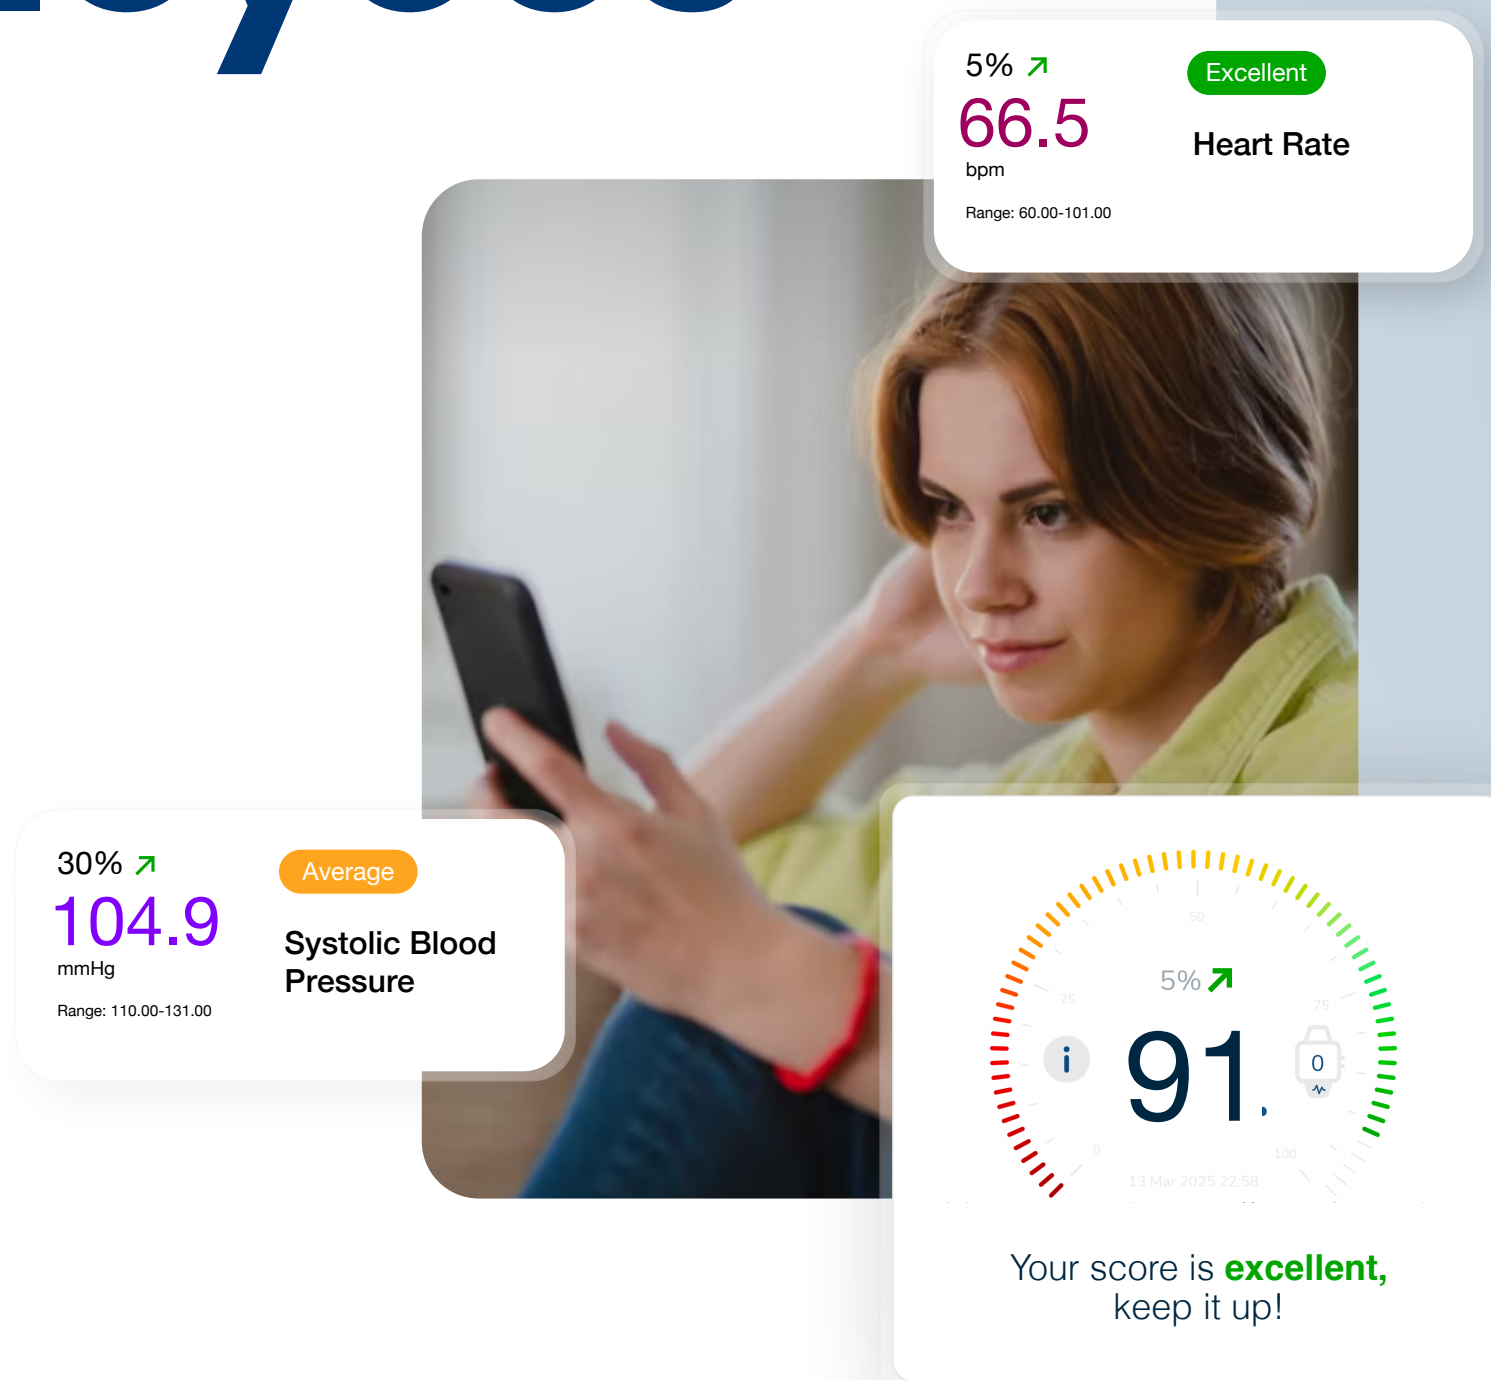 5%
Excellent
66.5
Heart Rate
bpm
Range: 60.00-101.00
30%
Average
104.9
Systolic Blood
Pressure
mmHg
Range: 110.00-131.00
50
5%
25
75
91.
0
0
100
13 Mar 2025 22:58
Your score is excellent,
keep it up!